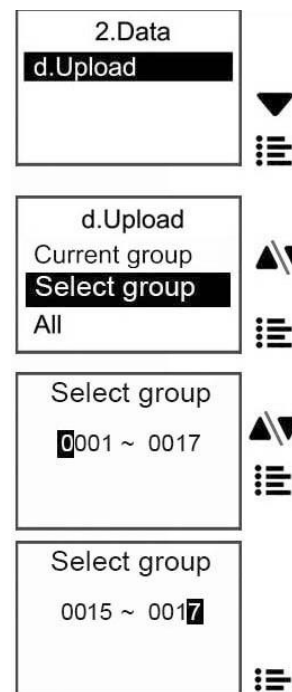 2.Data
d.Upload
d.Upload
Current group
Select group
All
Select group
0001 ~ 0017
Select group
0015 ~ 0017